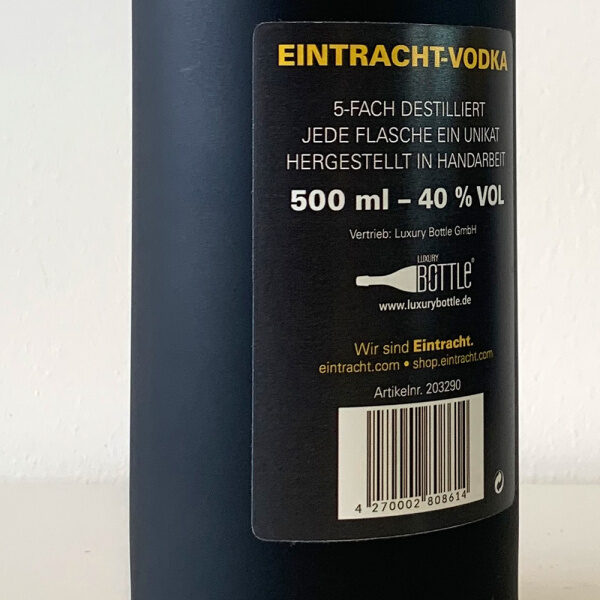 EINTRACHT-VODKA
5-FACH DESTILLIERT
JEDE FLASCHE EIN UNIKAT
HERGESTELLT IN HANDARBEIT
500 ml – 40 % VOL
Vertrieb: Luxury Bottle GmbH
LUXURY
BOTTLE®
www.luxurybottle.de
Wir sind Eintracht.
eintracht.com • shop.eintracht.com
Artikelnr. 203290
4 270002 808614